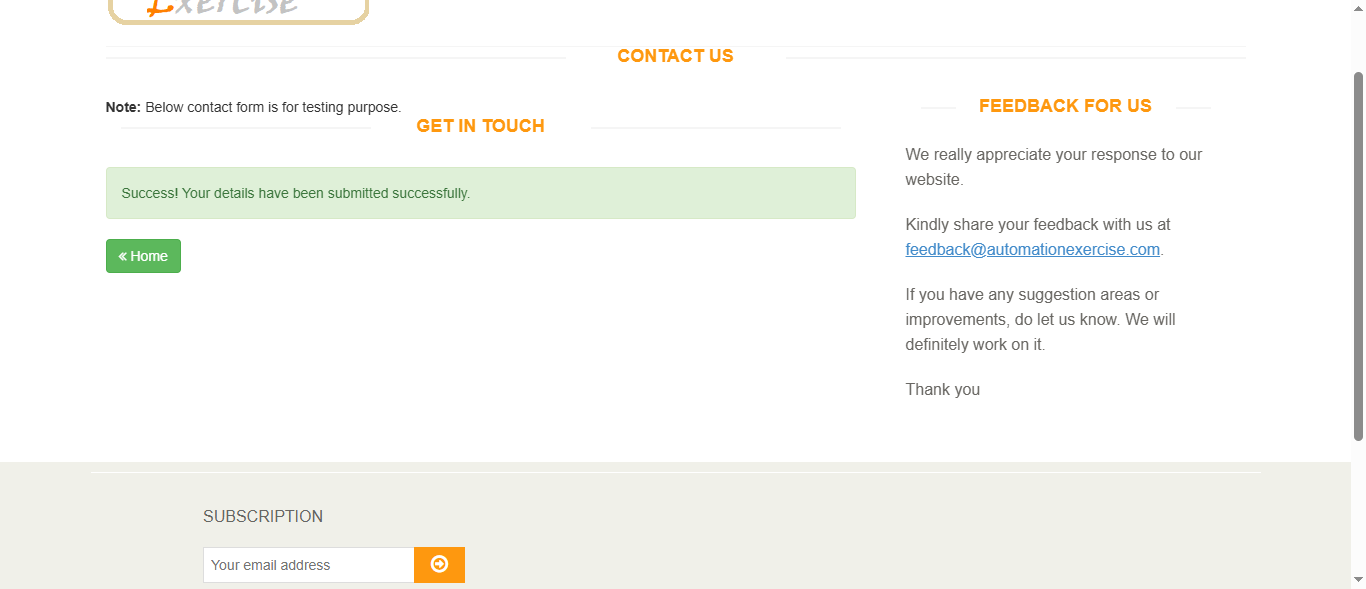 Exercise
CONTACT US
Note: Below contact form is for testing purpose.
GET IN TOUCH
Success! Your details have been submitted successfully.
« Home
FEEDBACK FOR US
We really appreciate your response to our
website.
Kindly share your feedback with us at
feedback@automationexercise.com.
If you have any suggestion areas or
improvements, do let us know. We will
definitely work on it.
Thank you
SUBSCRIPTION
Your email address